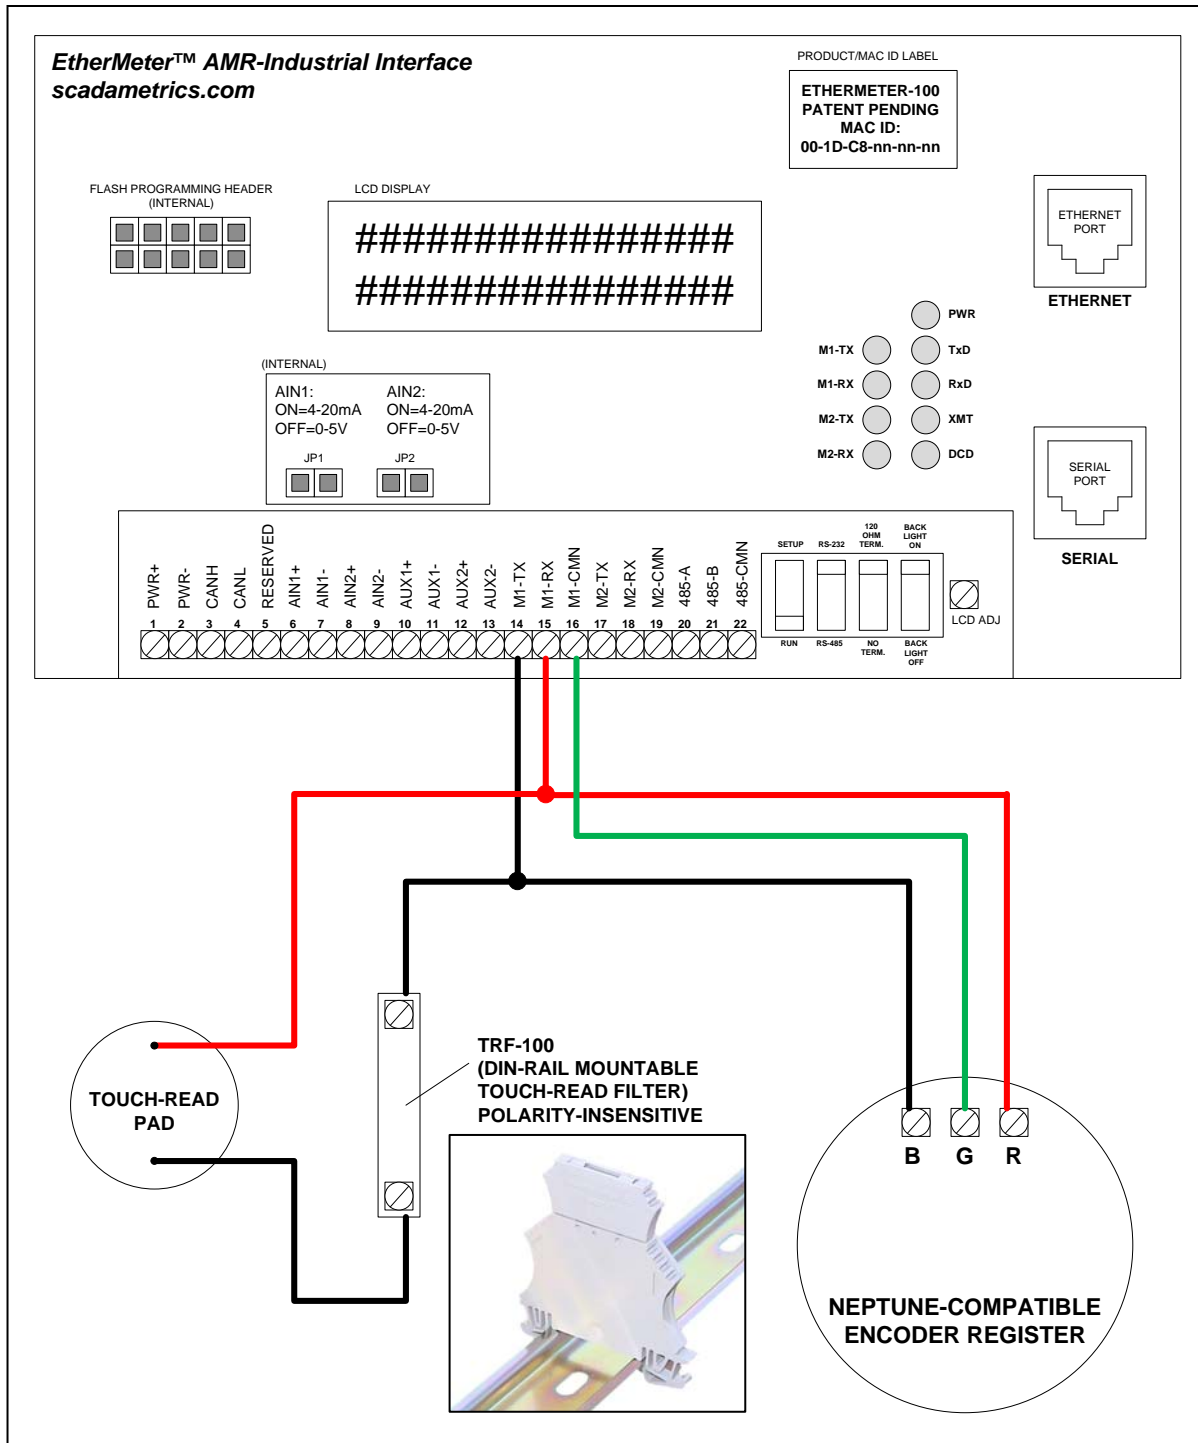 EtherMeter™ AMR-Industrial Interface
scadametrics.com
PRODUCT/MAC ID LABEL
ETHERMETER-100
PATENT PENDING
MAC ID:
00-1D-C8-nn-nn-nn
FLASH PROGRAMMING HEADER
(INTERNAL)
LCD DISPLAY
################
################
ETHERNET
PORT
ETHERNET
PWR
M1-TX
TxD
M1-RX
RxD
M2-TX
XMT
M2-RX
DCD
(INTERNAL)
AIN1:
ON=4-20mA
OFF=0-5V
AIN2:
ON=4-20mA
OFF=0-5V
JP1
JP2
SERIAL
PORT
SERIAL
PWR+
PWR-
CANH
CANL
RESERVED
AIN1+
AIN1-
AIN2+
AIN2-
AUX1+
AUX1-
AUX2+
AUX2-
M1-TX
M1-RX
M1-CMN
M2-TX
M2-RX
M2-CMN
485-A
485-B
485-CMN
1 2 3 4 5 6 7 8 9 10 11 12 13 14 15 16 17 18 19 20 21 22
SETUP
RS-232
120
OHM
TERM.
BACK
LIGHT
ON
RUN
RS-485
NO
TERM.
BACK
LIGHT
OFF
LCD ADJ
TOUCH-READ
PAD
TRF-100
(DIN-RAIL MOUNTABLE
TOUCH-READ FILTER)
POLARITY-INSENSITIVE
B G R
NEPTUNE-COMPATIBLE
ENCODER REGISTER